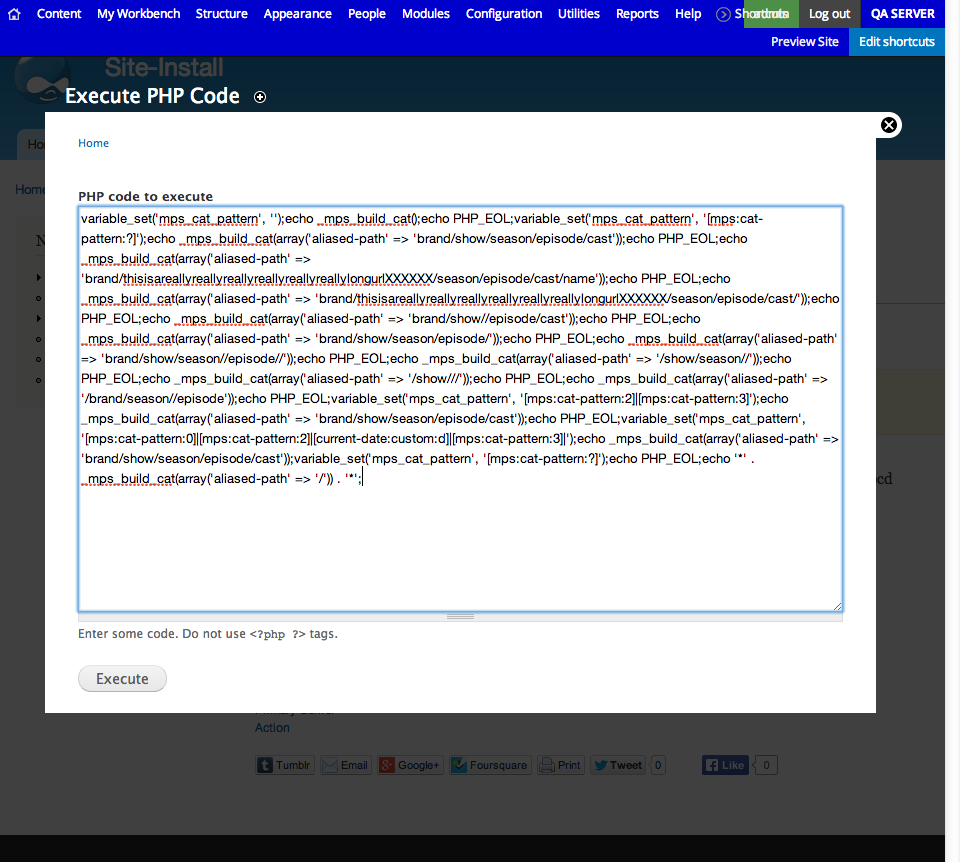 Content My Workbench Structure Appearance People Modules Configuration Utilities Reports Help Shortcuts Log out QA SERVER
Preview Site Edit shortcuts
Site-Install
Execute PHP Code
Home
Home
PHP code to execute
variable_set('mps_cat_pattern', '');echo _mps_build_cat();echo PHP_EOL;variable_set('mps_cat_pattern', '[mps:cat-
pattern:?]');echo _mps_build_cat(array('aliased-path' => 'brand/show/season/episode/cast'));echo PHP_EOL;echo
_mps_build_cat(array('aliased-path' =>
'brand/thisisareallyreallyreallyreallyreallyreallylongurlXXXXXX/season/episode/cast/name'));echo PHP_EOL;echo
_mps_build_cat(array('aliased-path' => 'brand/thisisareallyreallyreallyreallyreallyreallylongurlXXXXXX/season/episode/cast/'));echo
PHP_EOL;echo _mps_build_cat(array('aliased-path' => 'brand/show//episode/cast'));echo PHP_EOL;echo
_mps_build_cat(array('aliased-path' => 'brand/show/season/episode/'));echo PHP_EOL;echo _mps_build_cat(array('aliased-path'
=> 'brand/show/season//episode//'));echo PHP_EOL;echo _mps_build_cat(array('aliased-path' => '/show/season//'));echo
PHP_EOL;echo _mps_build_cat(array('aliased-path' => '/show///'));echo PHP_EOL;echo _mps_build_cat(array('aliased-path' =>
'/brand/season//episode'));echo PHP_EOL;variable_set('mps_cat_pattern', '[mps:cat-pattern:2]|[mps:cat-pattern:3]');echo
_mps_build_cat(array('aliased-path' => 'brand/show/season/episode/cast'));echo PHP_EOL;variable_set('mps_cat_pattern',
'[mps:cat-pattern:0]|[mps:cat-pattern:2]|[current-date:custom:d]|[mps:cat-pattern:3]|');echo _mps_build_cat(array('aliased-path' =>
'brand/show/season/episode/cast'));variable_set('mps_cat_pattern', '[mps:cat-pattern:?]');echo PHP_EOL;echo '*' .
_mps_build_cat(array('aliased-path' => '/')) . '*';
Enter some code. Do not use <?php ?> tags.
Execute
Action
Tumblr Email Google+ Foursquare Print Tweet 0 Like 0